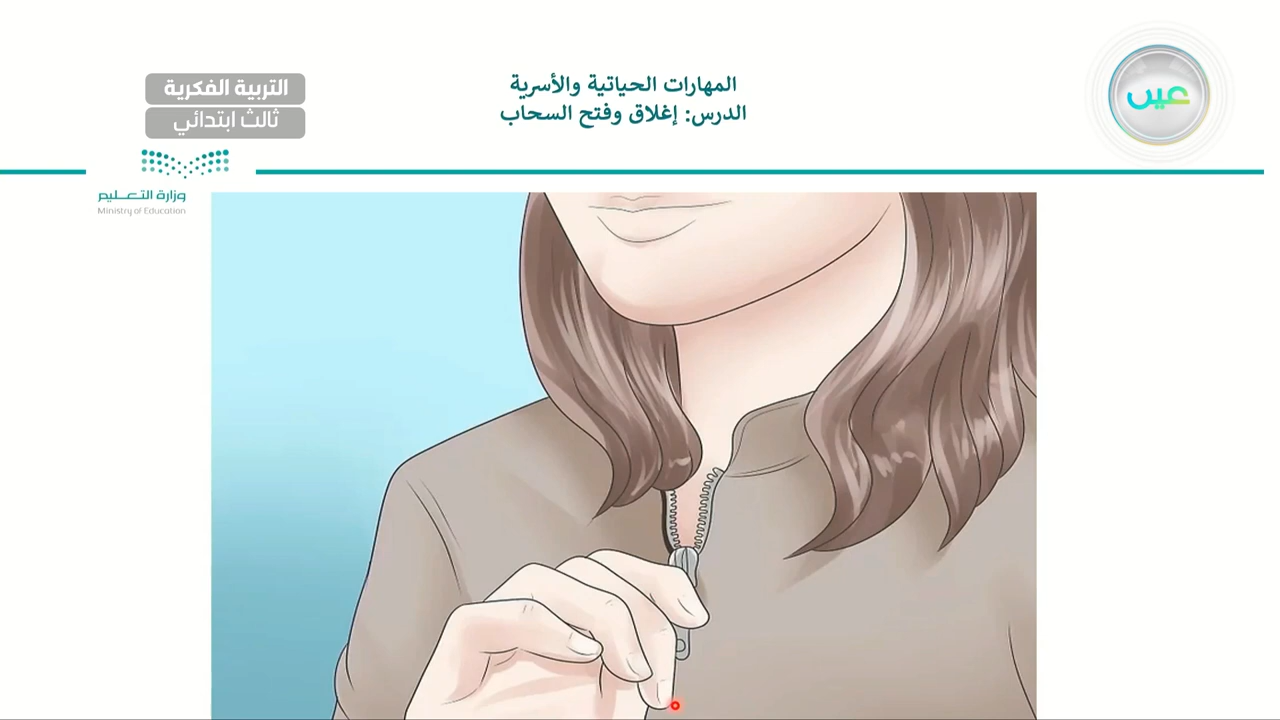 المهارات الحياتية والأسرية
الدرس: إغلاق وفتح السحاب
التربية الفكرية
ثالث ابتدائي
وزارة التعليم
Ministry of Education
عين